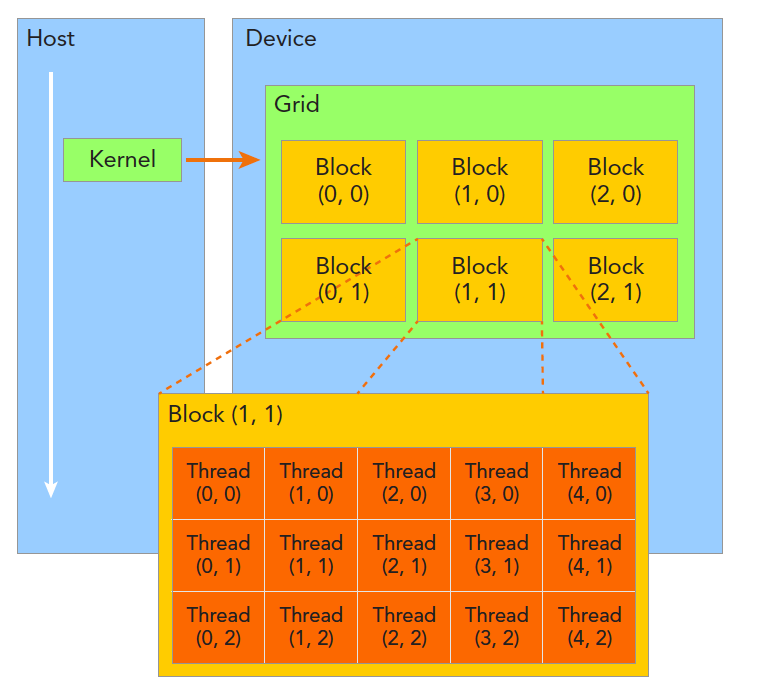 Host
Device
Grid
Kernel
Block
(0, 0)
Block
(1, 0)
Block
(2, 0)
Block
(0, 1)
Block
(1, 1)
Block
(2, 1)
Block (1, 1)
Thread
(0, 0)
Thread
(1, 0)
Thread
(2, 0)
Thread
(3, 0)
Thread
(4, 0)
Thread
(0, 1)
Thread
(1, 1)
Thread
(2, 1)
Thread
(3, 1)
Thread
(4, 1)
Thread
(0, 2)
Thread
(1, 2)
Thread
(2, 2)
Thread
(3, 2)
Thread
(4, 2)